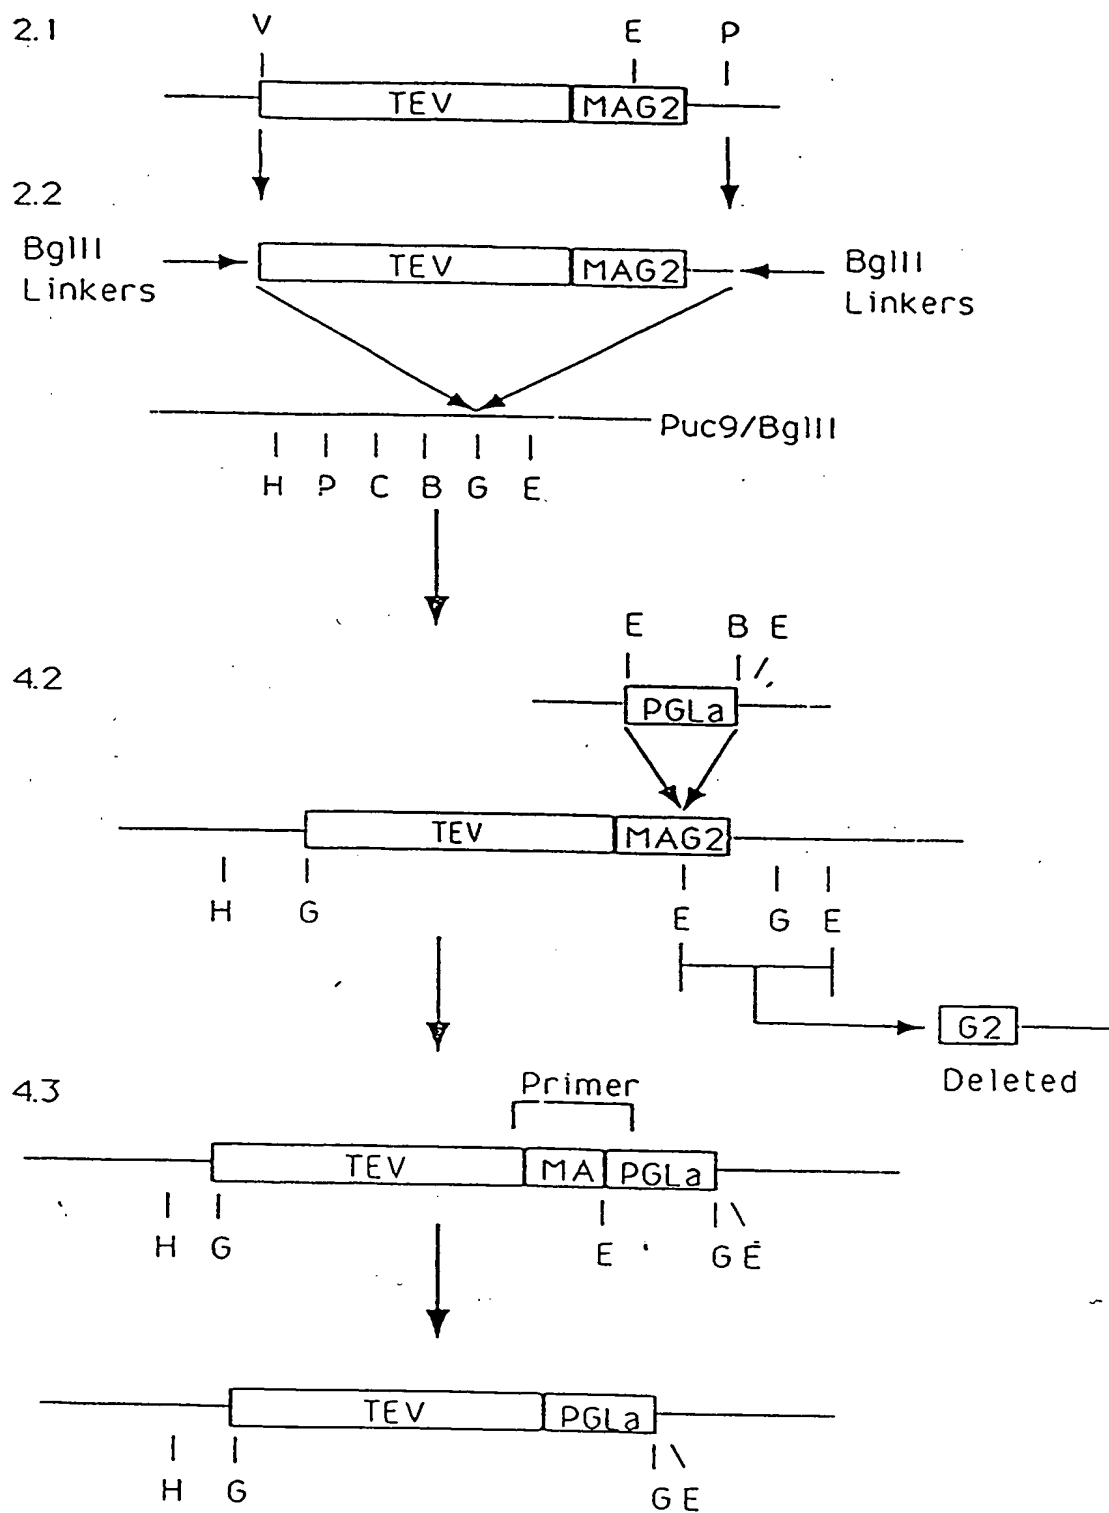 2.1
V E P
TEV MAG2
2.2
BglII
Linkers
TEV MAG2
BglII
Linkers
Puc9/BglII
H P C B G E
E B E
4.2
PGLa
TEV MAG2
H G E G E
G2
Deleted
4.3
Primer
TEV MA PGLa
H G E G E
TEV PGLa
H G G E